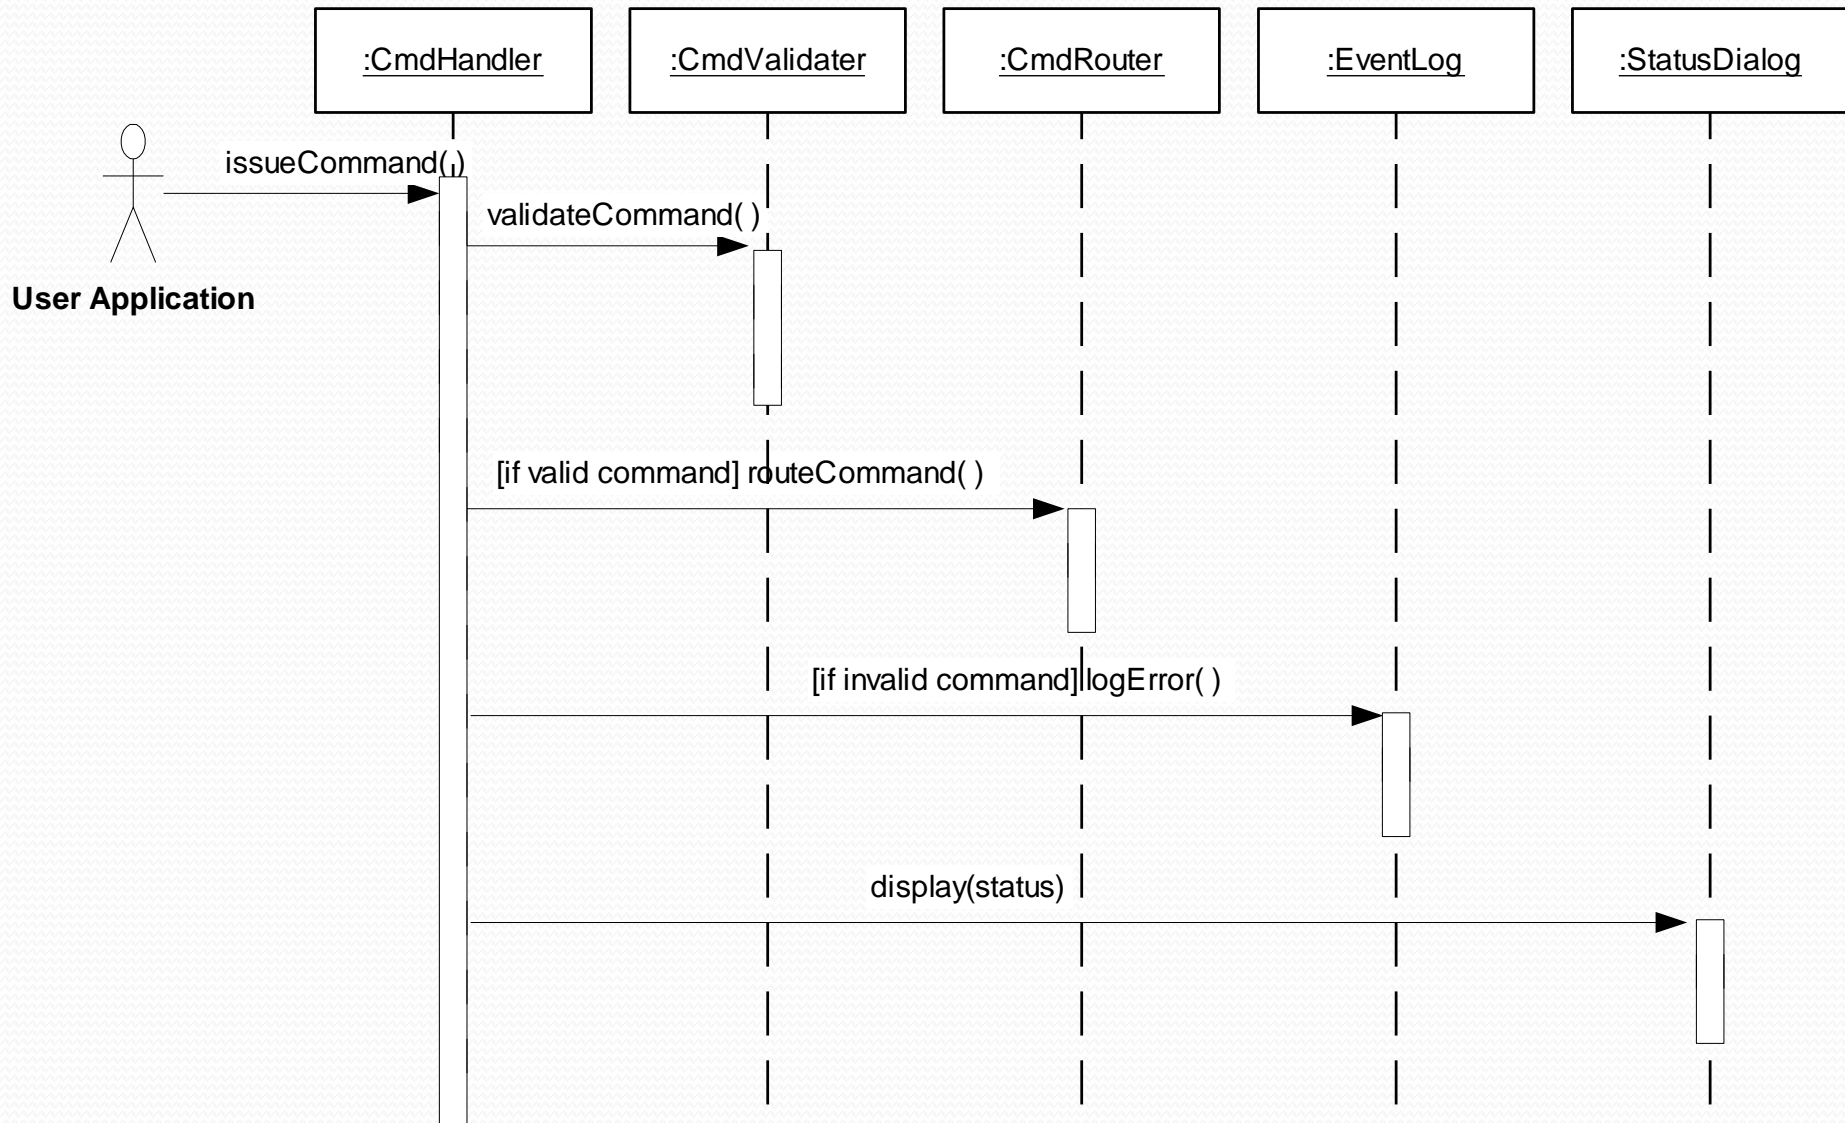 :CmdHandler
:CmdValidater
:CmdRouter
:EventLog
:StatusDialog
issueCommand( )
validateCommand( )
User Application
[if valid command] routeCommand( )
[if invalid command]logError( )
display(status)